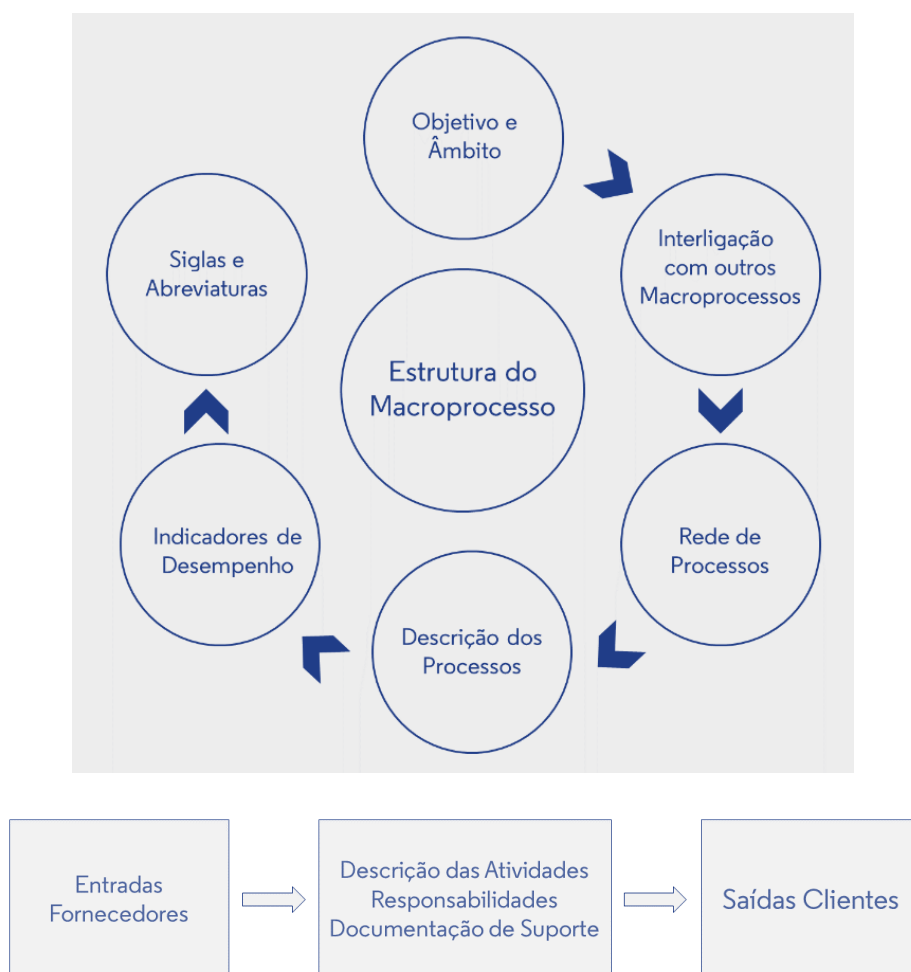 Objetivo e
Âmbito
Interligação
com outros
Macroprocessos
Rede de
Processos
Descrição dos
Processos
Indicadores de
Desempenho
Siglas e
Abreviaturas
Estrutura do
Macroprocesso
Entradas
Fornecedores
Descrição das Atividades
Responsabilidades
Documentação de Suporte
Saídas Clientes